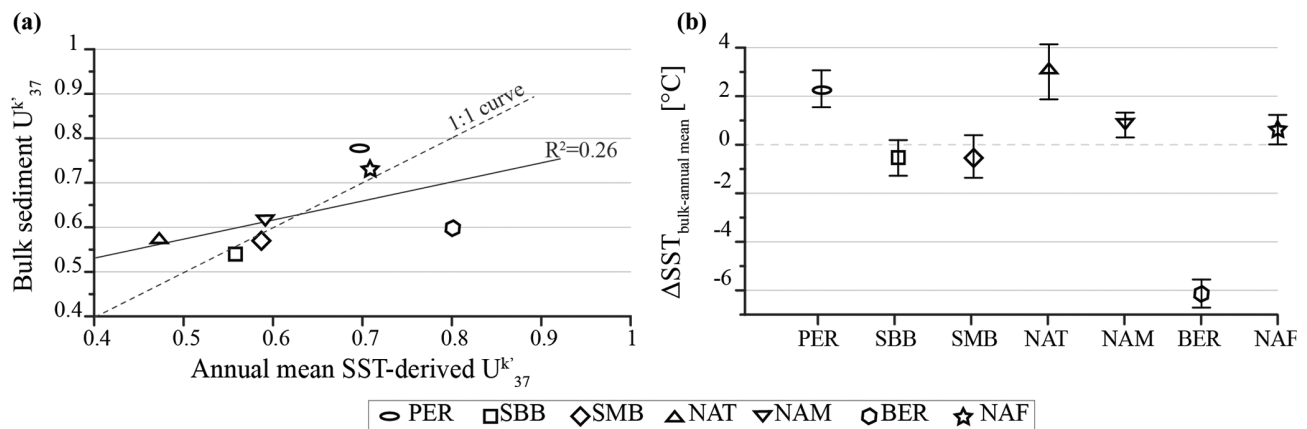 (a)
(b)
1
0.9
0.8
0.7
0.6
0.5
0.4
Bulk sediment Uᵏ'₃₇
1:1 curve
R²=0.26
0.4 0.5 0.6 0.7 0.8 0.9 1
Annual mean SST-derived Uᵏ'₃₇
4
2
0
-2
-4
-6
ΔSST bulk-annual mean [°C]
PER SBB SMB NAT NAM BER NAF
PER SBB SMB NAT NAM BER NAF